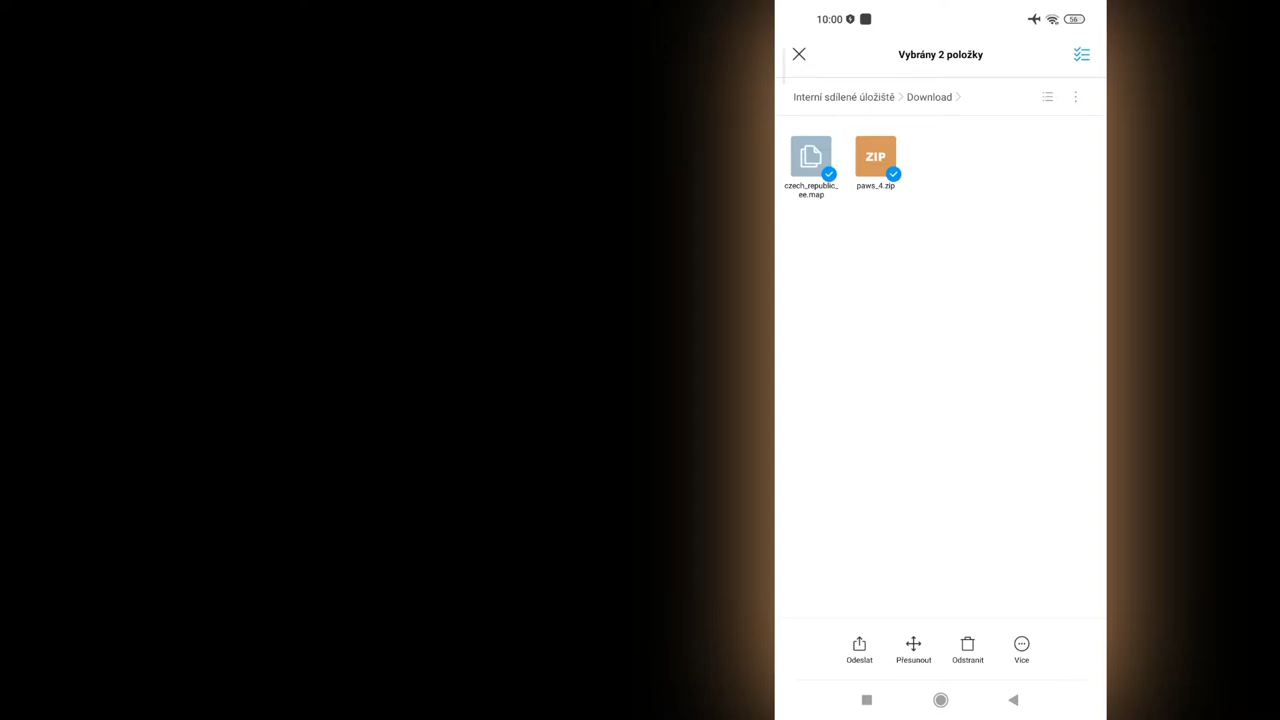 10:00
56
Vybrány 2 položky
Interní sdílené úložiště > Download >
ZIP
czech_republic_
ee.map
paws_4.zip
Odeslat
Přesunout
Odstranit
Více